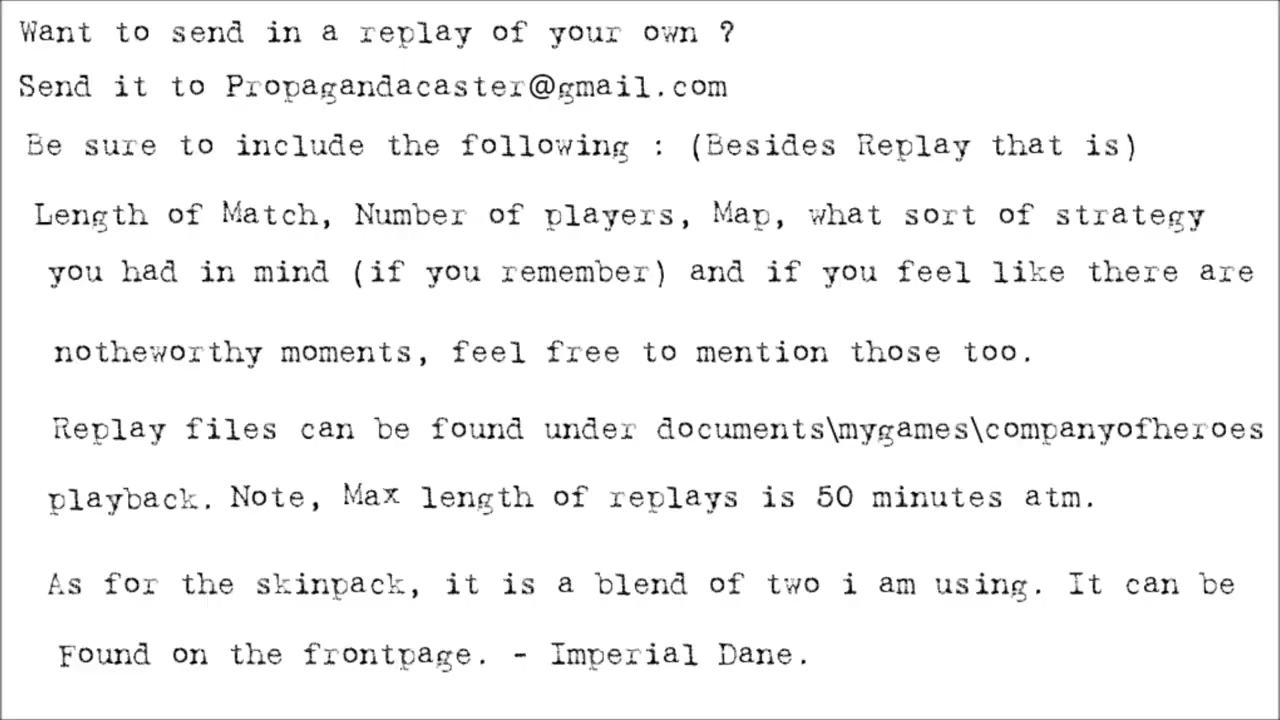 Want to send in a replay of your own ?
Send it to Propagandacaster@gmail.com
Be sure to include the following : (Besides Replay that is)
Length of Match, Number of players, Map, what sort of strategy
you had in mind (if you remember) and if you feel like there are
notheworthy moments, feel free to mention those too.
Replay files can be found under documents\mygames\companyofheroes
playback. Note, Max length of replays is 50 minutes atm.
As for the skinpack, it is a blend of two i am using. It can be
Found on the frontpage. - Imperial Dane.